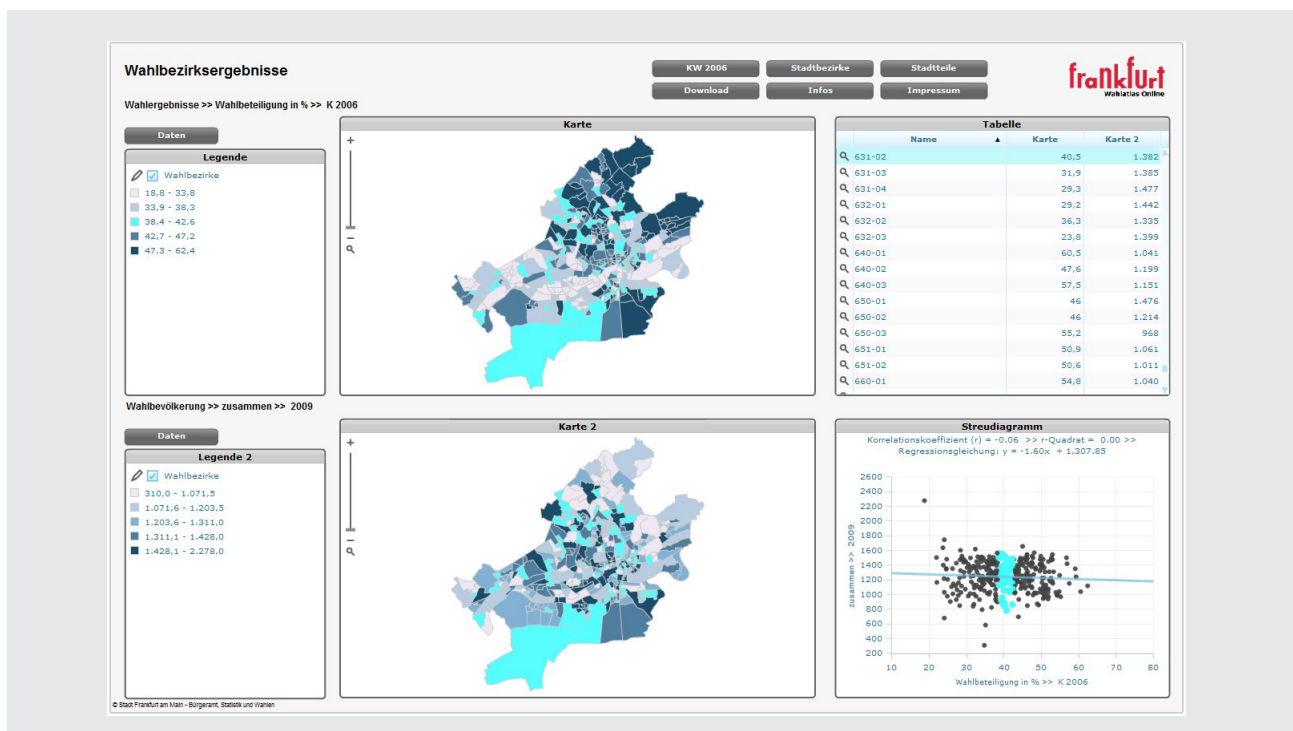 Wahlbezirksergebnisse
KW 2006
Stadtbezirke
Stadtteile
Download
Infos
Impressum
frankfurt
Wahlatlas Online
Wahlergebnisse >> Wahlbeteiligung in % >> K 2006
Daten
Legende
Wahlbezirke
18,8 - 33,8
33,9 - 38,3
38,4 - 42,6
42,7 - 47,2
47,3 - 62,4
Karte
Tabelle
Name ▲ Karte Karte 2
631-02 40,5 1.382
631-03 31,9 1.385
631-04 29,3 1.477
632-01 29,2 1.442
632-02 36,3 1.335
632-03 23,8 1.399
640-01 60,5 1.041
640-02 47,6 1.199
640-03 57,5 1.151
650-01 46 1.476
650-02 46 1.214
650-03 55,2 968
651-01 50,9 1.061
651-02 50,6 1.011
660-01 54,8 1.040
Wahlbevölkerung >> zusammen >> 2009
Daten
Legende 2
Wahlbezirke
310,0 - 1.071,5
1.071,6 - 1.203,5
1.203,6 - 1.311,0
1.311,1 - 1.428,0
1.428,1 - 2.278,0
Karte 2
Streudiagramm
Korrelationskoeffizient (r) = -0.06 >> r-Quadrat = 0.00 >>
Regressionsgleichung: y = -1.60x + 1,307.85
zusammen >> 2009
2600
2400
2200
2000
1800
1600
1400
1200
1000
800
600
400
200
10 20 30 40 50 60 70 80
Wahlbeteiligung in % >> K 2006
© Stadt Frankfurt am Main - Bürgeramt, Statistik und Wahlen